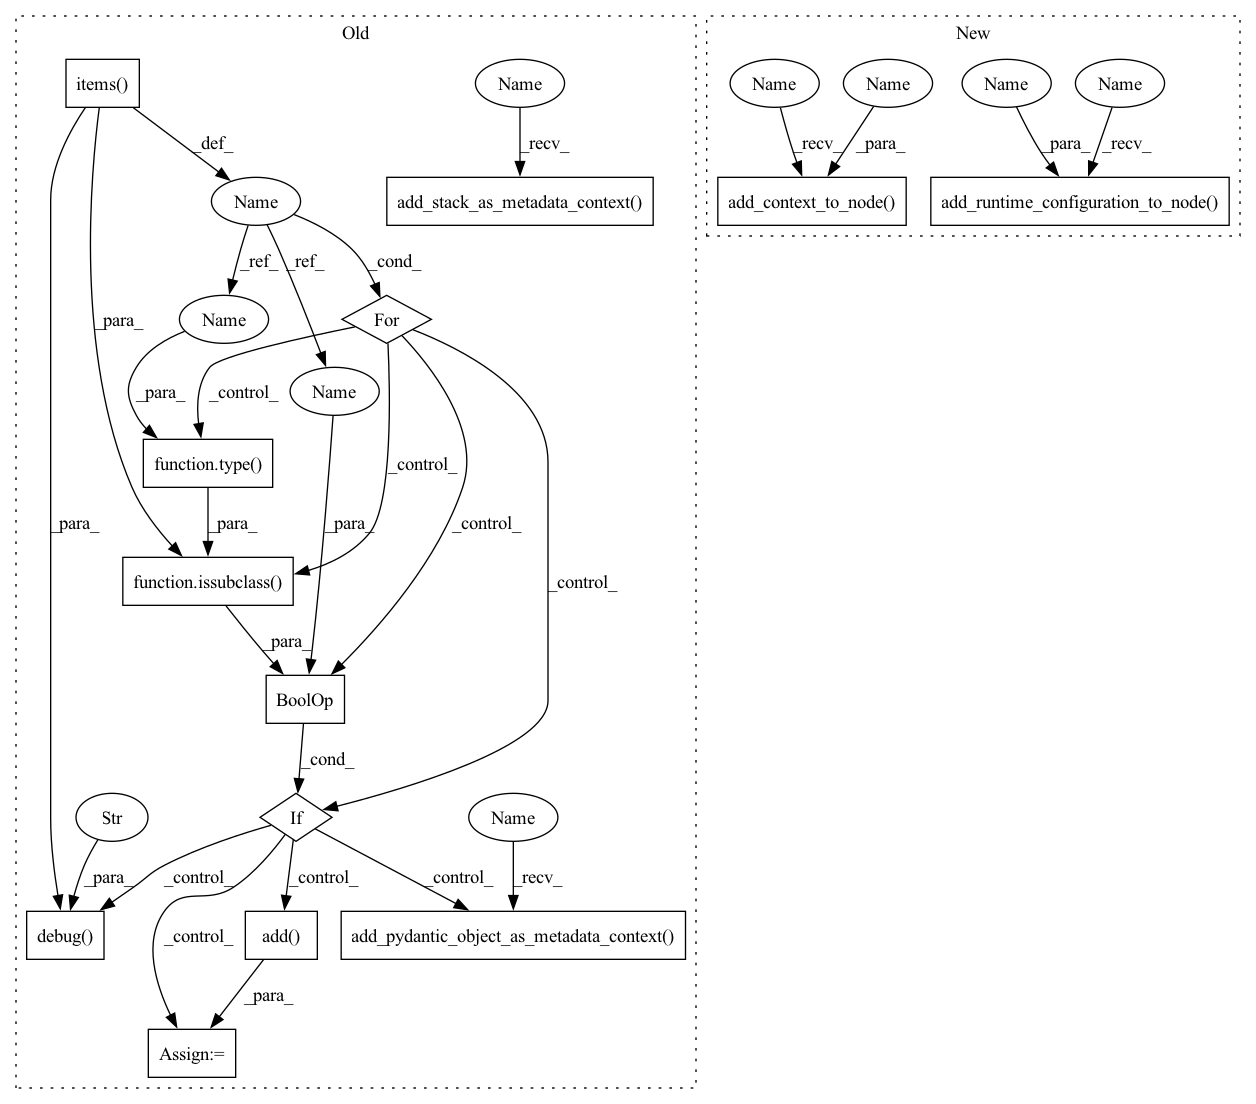 Old
New
items()
Name
Name
Name
Name
Name
_def_
_recv_
_recv_
_para_
_para_
_recv_
Name
add_stack_as_metadata_context()
add_context_to_node()
add_runtime_configuration_to_node()
_ref_
_ref_
_cond_
_para_
Name
For
Name
_para_
_control_
function.type()
_control_
_para_
_para_
_para_
_control_
function.issubclass()
_control_
_para_
BoolOp
_cond_
Str
If
Name
_para_
_control_
_control_
_control_
_recv_
debug()
_control_
add()
add_pydantic_object_as_metadata_context()
_para_
Assign:=